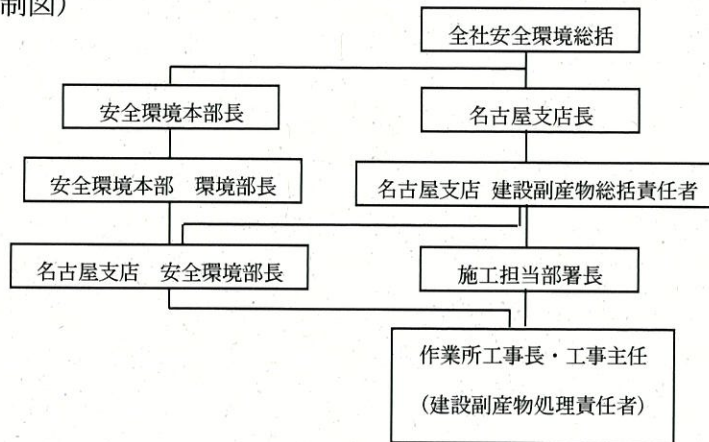 制図）
全社安全環境総括
安全環境本部長
名古屋支店長
安全環境本部　環境部長
名古屋支店 建設副産物総括責任者
名古屋支店　安全環境部長
施工担当部署長
作業所工事長・工事主任
（建設副産物処理責任者）